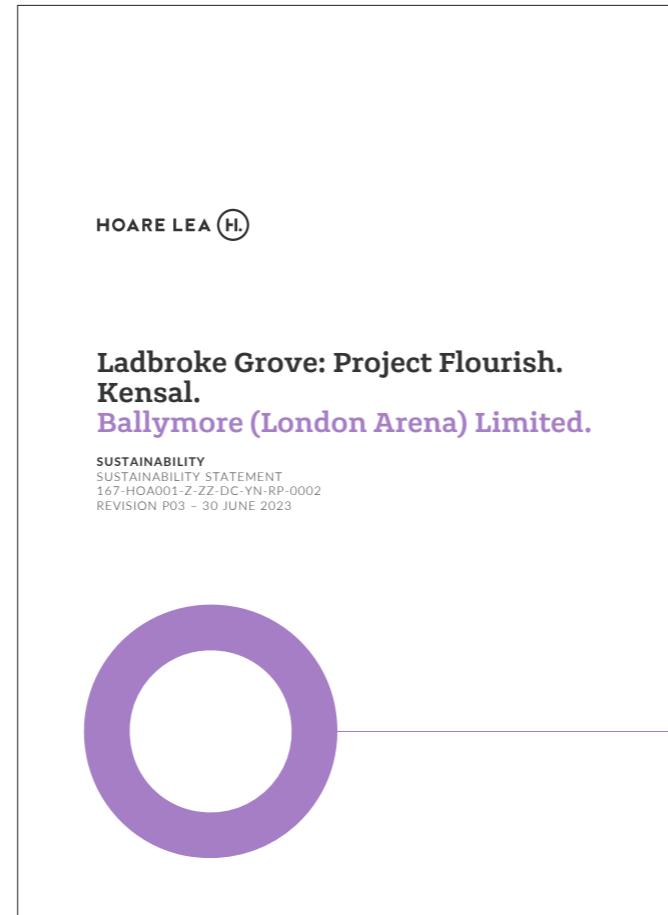 HOARE LEA H.
Ladbroke Grove: Project Flourish.
Kensal.
Ballymore (London Arena) Limited.
SUSTAINABILITY
SUSTAINABILITY STATEMENT
167-HOA001-Z-ZZ-DC-YN-RP-0002
REVISION P03 – 30 JUNE 2023